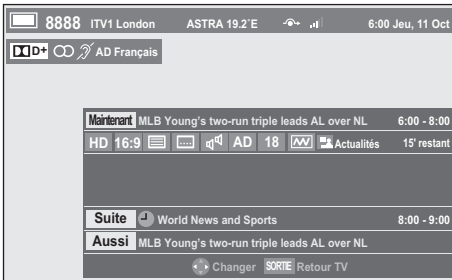 8888 ITV1 London ASTRA 19.2˚E 6:00 Jeu, 11 Oct
D+ AD Français
Maintenant MLB Young's two-run triple leads AL over NL 6:00 - 8:00
HD 16:9 AD 18 Actualités 15' restant
Suite World News and Sports 8:00 - 9:00
Aussi MLB Young's two-run triple leads AL over NL
Changer SORTIE Retour TV